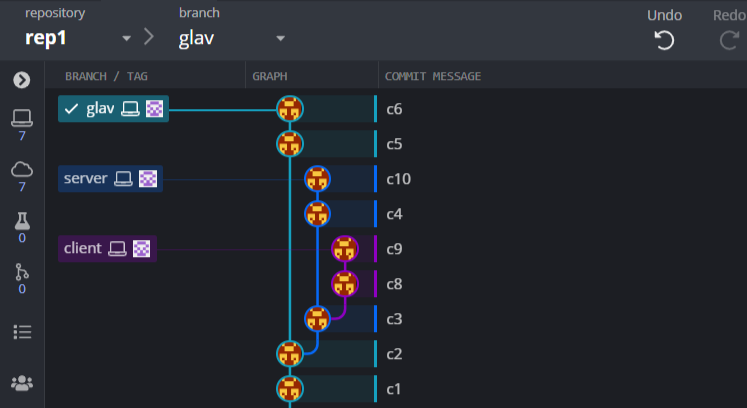 repository
rep1
branch
glav
Undo
Redo
BRANCH / TAG
GRAPH
COMMIT MESSAGE
7
7
0
0
glav
c6
c5
server
c10
c4
client
c9
c8
c3
c2
c1